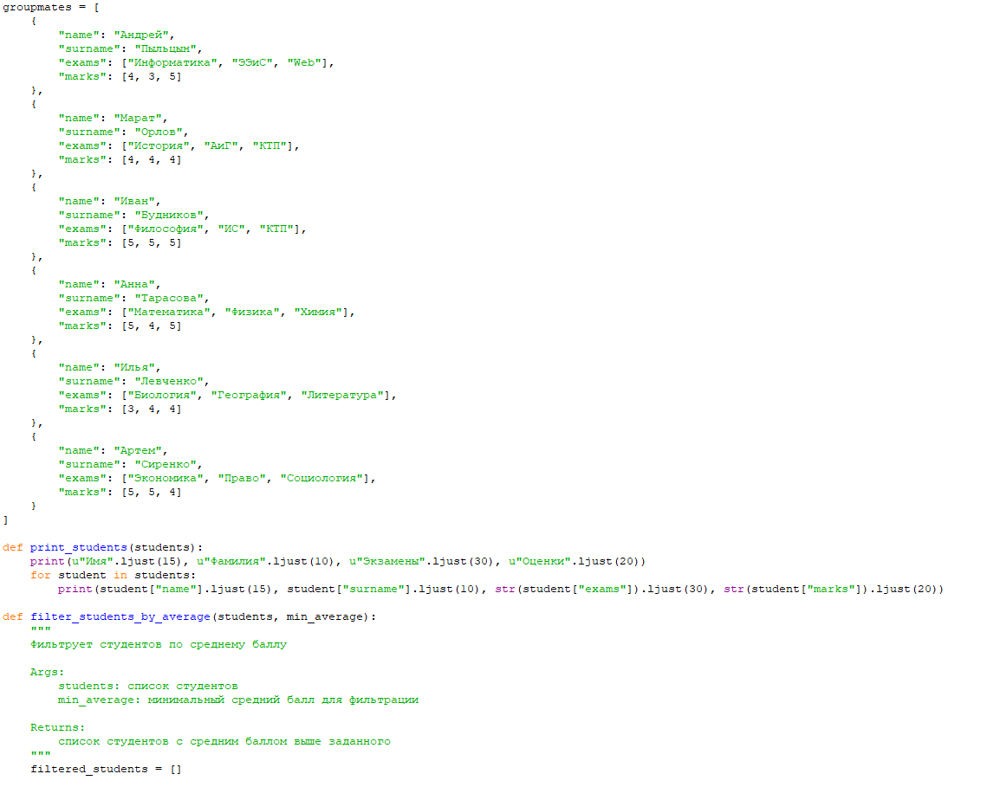 groupmates = [
    {
        "name": "Андрей",
        "surname": "Пыльцын",
        "exams": ["Информатика", "ЭЭиС", "Web"],
        "marks": [4, 3, 5]
    },
    {
        "name": "Марат",
        "surname": "Орлов",
        "exams": ["История", "АиГ", "КТП"],
        "marks": [4, 4, 4]
    },
    {
        "name": "Иван",
        "surname": "Будников",
        "exams": ["Философия", "ИС", "КТП"],
        "marks": [5, 5, 5]
    },
    {
        "name": "Анна",
        "surname": "Тарасова",
        "exams": ["Математика", "Физика", "Химия"],
        "marks": [5, 4, 5]
    },
    {
        "name": "Илья",
        "surname": "Левченко",
        "exams": ["Биология", "География", "Литература"],
        "marks": [3, 4, 4]
    },
    {
        "name": "Артем",
        "surname": "Сиренко",
        "exams": ["Экономика", "Право", "Социология"],
        "marks": [5, 5, 4]
    }
]

def print_students(students):
    print(u"Имя".ljust(15), u"Фамилия".ljust(10), u"Экзамены".ljust(30), u"Оценки".ljust(20))
    for student in students:
        print(student["name"].ljust(15), student["surname"].ljust(10), str(student["exams"]).ljust(30), str(student["marks"]).ljust(20))

def filter_students_by_average(students, min_average):
    """
    Фильтрует студентов по среднему баллу

    Args:
        students: список студентов
        min_average: минимальный средний балл для фильтрации

    Returns:
        список студентов с средним баллом выше заданного
    """
    filtered_students = []